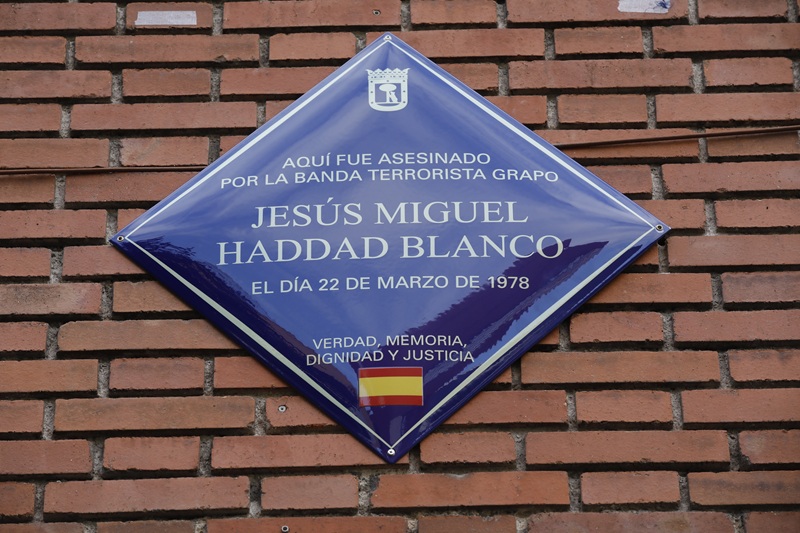 AQUÍ FUE ASESINADO
POR LA BANDA TERRORISTA GRAPO
JESÚS MIGUEL
HADDAD BLANCO
EL DÍA 22 DE MARZO DE 1978
VERDAD, MEMORIA,
DIGNIDAD Y JUSTICIA